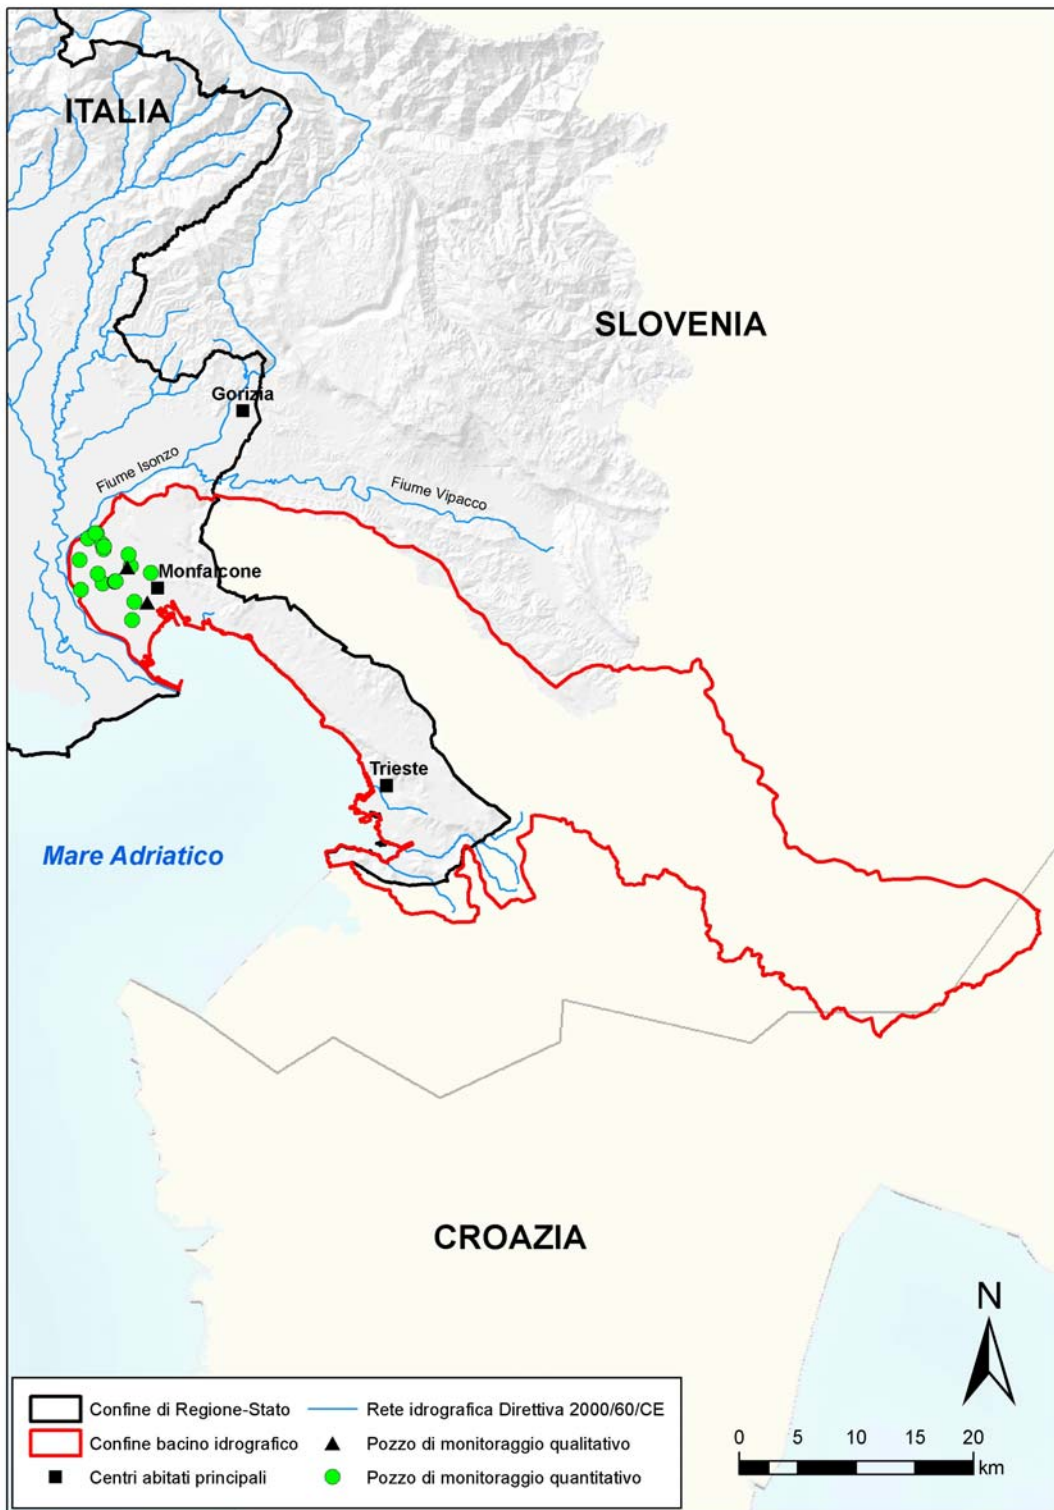 ITALIA
SLOVENIA
Gorizia
Fiume Isonzo
Fiume Vipacco
Monfalcone
Trieste
Mare Adriatico
CROAZIA
N
Confine di Regione-Stato
Rete idrografica Direttiva 2000/60/CE
Confine bacino idrografico
Pozzo di monitoraggio qualitativo
Centri abitati principali
Pozzo di monitoraggio quantitativo
0 5 10 15 20
km